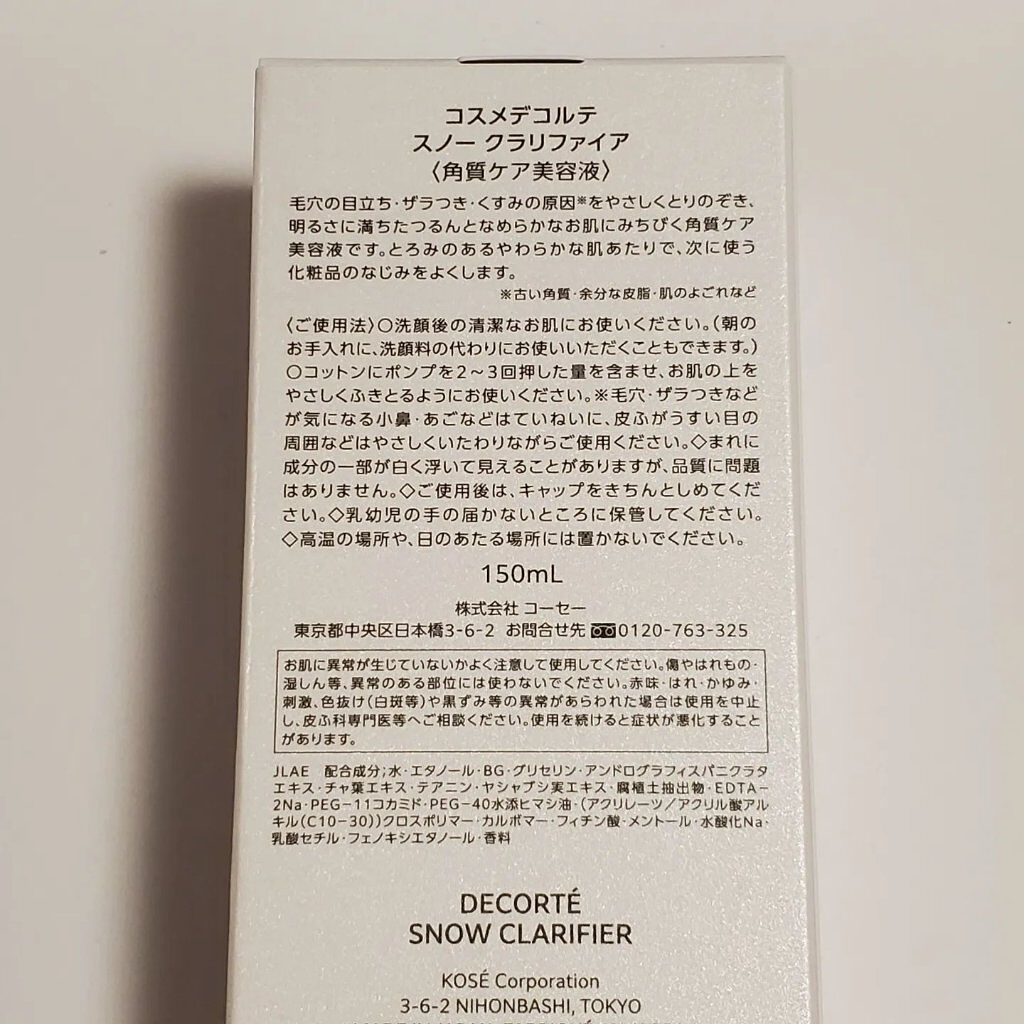 コスメデコルテ
スノー クラリファイア
〈角質ケア美容液〉
毛穴の目立ち・ザラつき・くすみの原因※をやさしくとりのぞき、
明るさに満ちたつるんとなめらかなお肌にみちびく角質ケア
美容液です。とろみのあるやわらかな肌あたりで、次に使う
化粧品のなじみをよくします。
※古い角質・余分な皮脂・肌のよごれなど
〈ご使用法〉○洗顔後の清潔なお肌にお使いください。（朝の
お手入れに、洗顔料の代わりにお使いいただくこともできます。）
○コットンにポンプを2～3回押した量を含ませ、お肌の上を
やさしくふきとるようにお使いください。※毛穴・ザラつきなど
が気になる小鼻・あごなどはていねいに、皮ふがうすい目の
周囲などはやさしくいたわりながらご使用ください。◇まれに
成分の一部が白く浮いて見えることがありますが、品質に問題
はありません。◇ご使用後は、キャップをきちんとしめてくだ
さい。◇乳幼児の手の届かないところに保管してください。
◇高温の場所や、日のあたる場所には置かないでください。
150mL
株式会社 コーセー
東京都中央区日本橋3-6-2 お問合せ先 0120-763-325
お肌に異常が生じていないかよく注意して使用してください。傷やはれもの・
湿しん等、異常のある部位には使わないでください。赤味・はれ・かゆみ・
刺激、色抜け（白斑等）や黒ずみ等の異常があらわれた場合は使用を中止
し、皮ふ科専門医等へご相談ください。使用を続けると症状が悪化すること
があります。
JLAE 配合成分；水・エタノール・BG・グリセリン・アンドログラフィスパニクラタ
エキス・チャ葉エキス・テアニン・ヤシャブシ実エキス・腐植土抽出物・EDTA-
2Na・PEG-11コカミド・PEG-40水添ヒマシ油・（アクリレーツ／アクリル酸アル
キル（C10-30））クロスポリマー・カルボマー・フィチン酸・メントール・水酸化Na・
乳酸セチル・フェノキシエタノール・香料
DECORTÉ
SNOW CLARIFIER
KOSÉ Corporation
3-6-2 NIHONBASHI, TOKYO